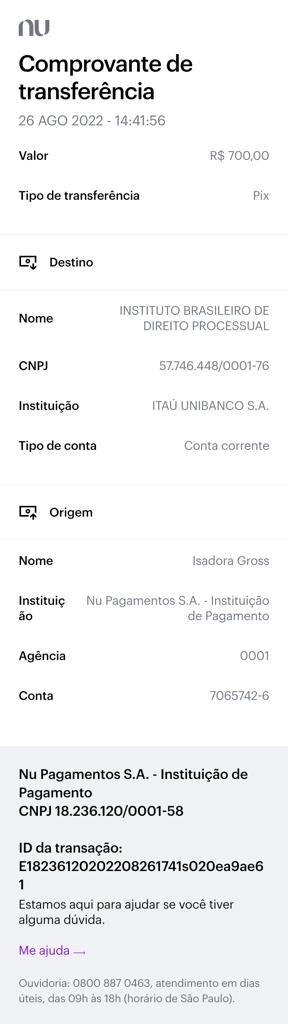 nu
Comprovante de
transferência
26 AGO 2022 - 14:41:56
Valor R$ 700,00
Tipo de transferência Pix
Destino
Nome INSTITUTO BRASILEIRO DE
DIREITO PROCESSUAL
CNPJ 57.746.448/0001-76
Instituição ITAÚ UNIBANCO S.A.
Tipo de conta Conta corrente
Origem
Nome Isadora Gross
Instituiç Nu Pagamentos S.A. - Instituição
ão de Pagamento
Agência 0001
Conta 7065742-6
Nu Pagamentos S.A. - Instituição de
Pagamento
CNPJ 18.236.120/0001-58
ID da transação:
E18236120202208261741s020ea9ae6
1
Estamos aqui para ajudar se você tiver
alguma dúvida.
Me ajuda →
Ouvidoria: 0800 887 0463, atendimento em dias
úteis, das 09h às 18h (horário de São Paulo).